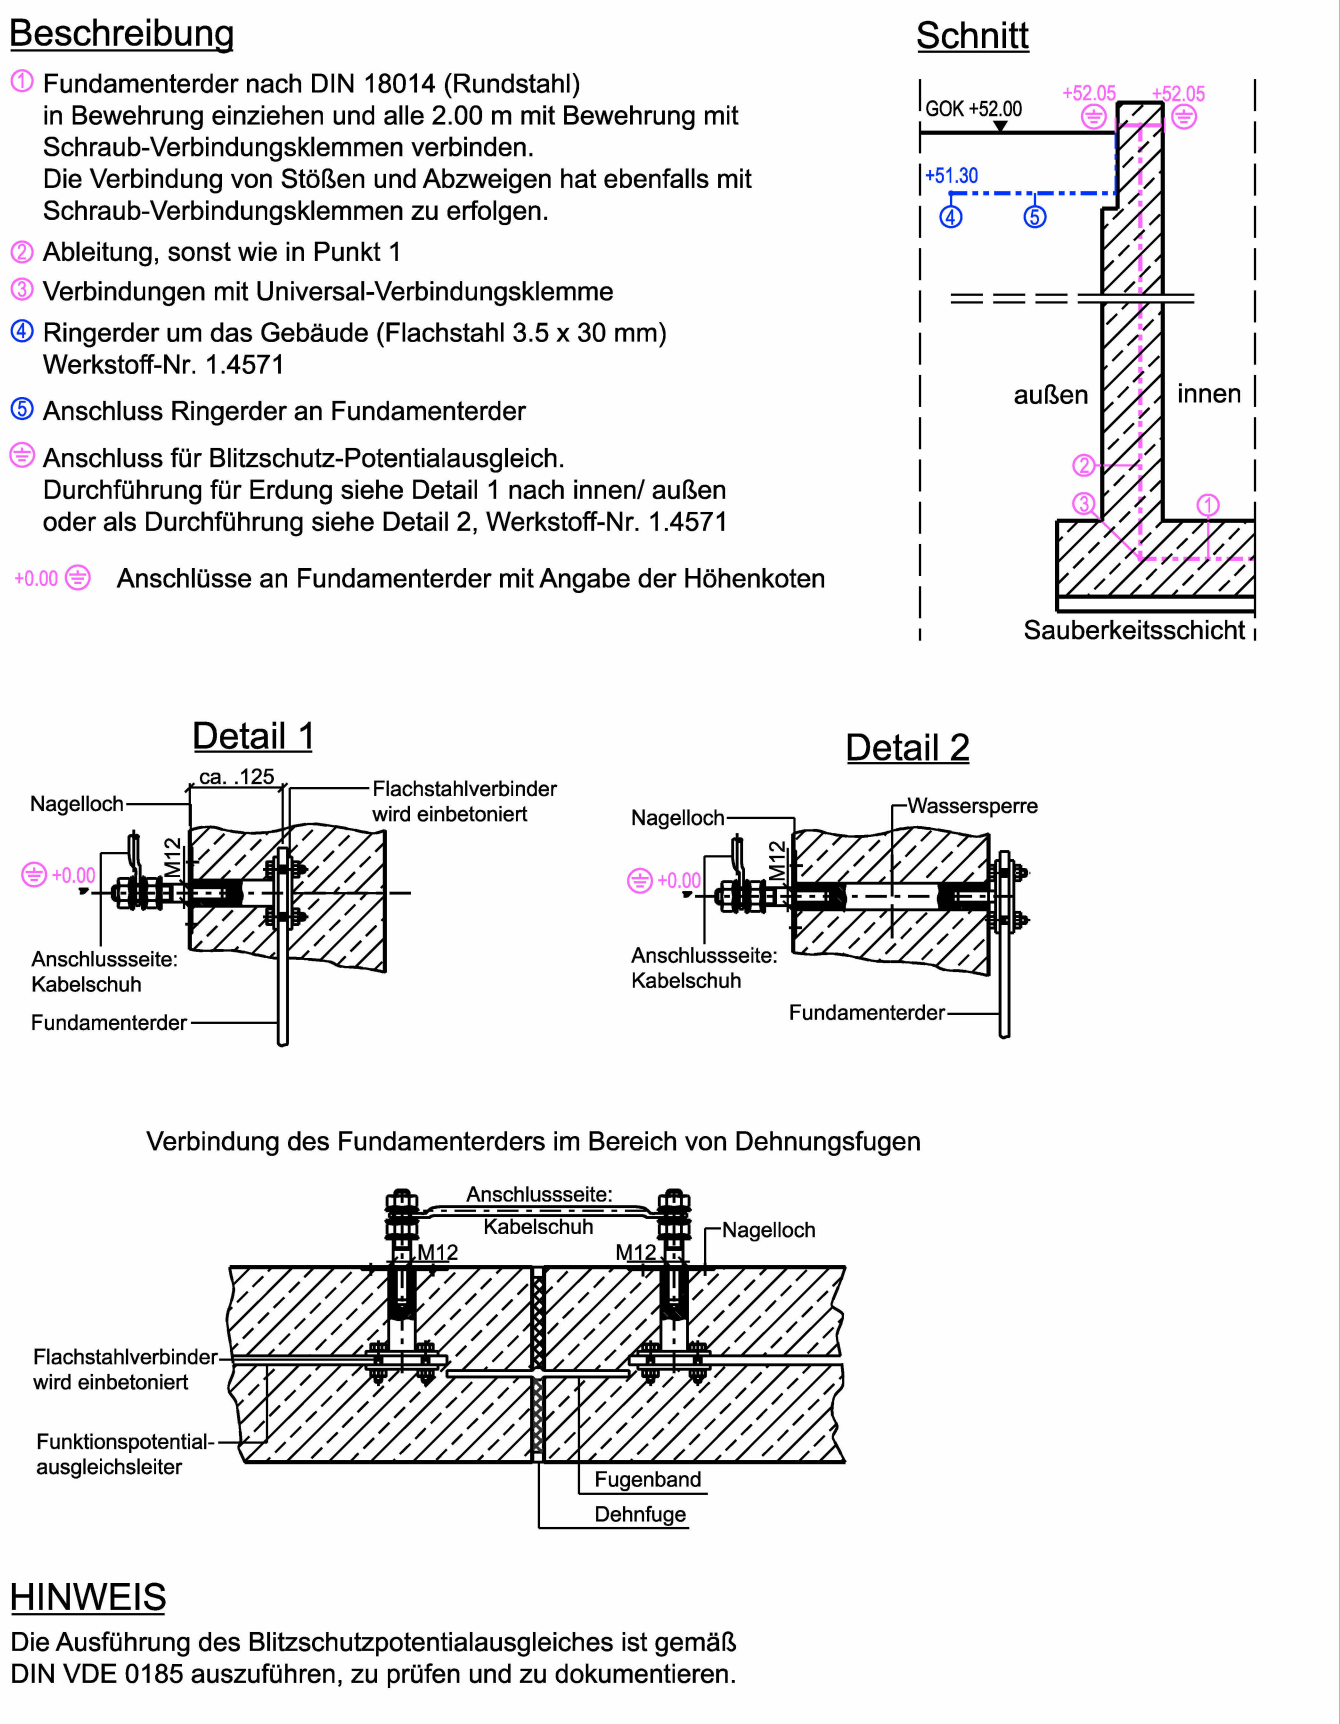 Beschreibung
① Fundamenterder nach DIN 18014 (Rundstahl)
in Bewehrung einziehen und alle 2.00 m mit Bewehrung mit
Schraub-Verbindungsklemmen verbinden.
Die Verbindung von Stößen und Abzweigen hat ebenfalls mit
Schraub-Verbindungsklemmen zu erfolgen.
② Ableitung, sonst wie in Punkt 1
③ Verbindungen mit Universal-Verbindungsklemme
④ Ringerder um das Gebäude (Flachstahl 3.5 x 30 mm)
Werkstoff-Nr. 1.4571
⑤ Anschluss Ringerder an Fundamenterder
Anschluss für Blitzschutz-Potentialausgleich.
Durchführung für Erdung siehe Detail 1 nach innen/ außen
oder als Durchführung siehe Detail 2, Werkstoff-Nr. 1.4571
+0.00 Anschlüsse an Fundamenterder mit Angabe der Höhenkoten
Schnitt
+52.05 +52.05
GOK +52.00
+51.30
④ ⑤
außen innen
②
③ ①
Sauberkeitsschicht
Detail 1
ca. .125
Flachstahlverbinder
wird einbetoniert
Nagelloch
M12
+0.00
Anschlussseite:
Kabelschuh
Fundamenterder
Detail 2
Wassersperre
Nagelloch
M12
+0.00
Anschlussseite:
Kabelschuh
Fundamenterder
Verbindung des Fundamenterders im Bereich von Dehnungsfugen
Anschlussseite:
Kabelschuh
Nagelloch
M12 M12
Flachstahlverbinder
wird einbetoniert
Funktionspotential-
ausgleichsleiter
Fugenband
Dehnfuge
HINWEIS
Die Ausführung des Blitzschutzpotentialausgleiches ist gemäß
DIN VDE 0185 auszuführen, zu prüfen und zu dokumentieren.